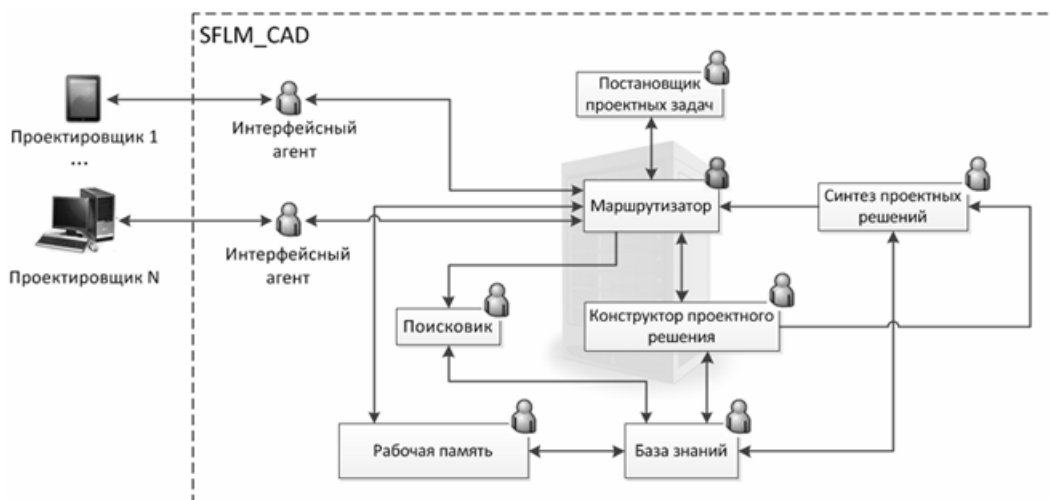 SFLM_CAD
Проектировщик 1
...
Проектировщик N
Интерфейсный
агент
Интерфейсный
агент
Постановщик
проектных задач
Маршрутизатор
Синтез проектных
решений
Поисковик
Конструктор проектного
решения
Рабочая память
База знаний